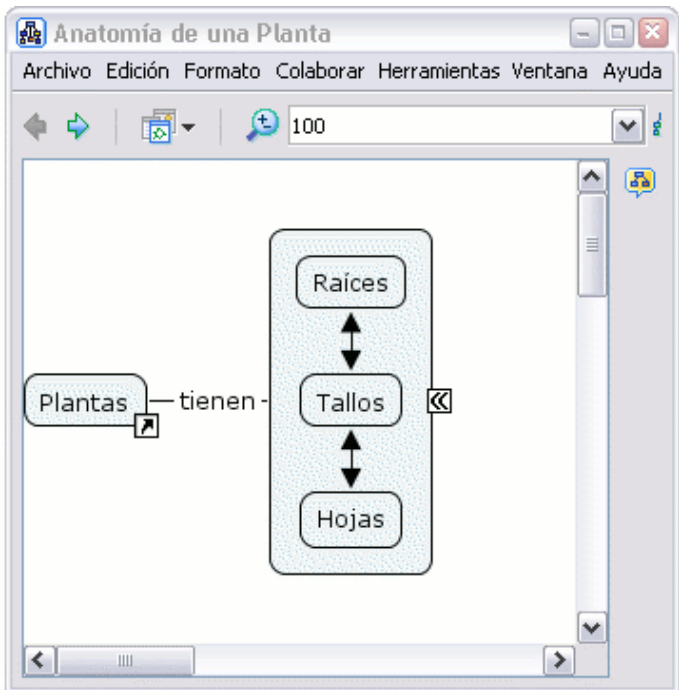 Anatomía de una Planta
Archivo Edición Formato Colaborar Herramientas Ventana Ayuda
100
Raíces
Plantas tienen Tallos
Hojas